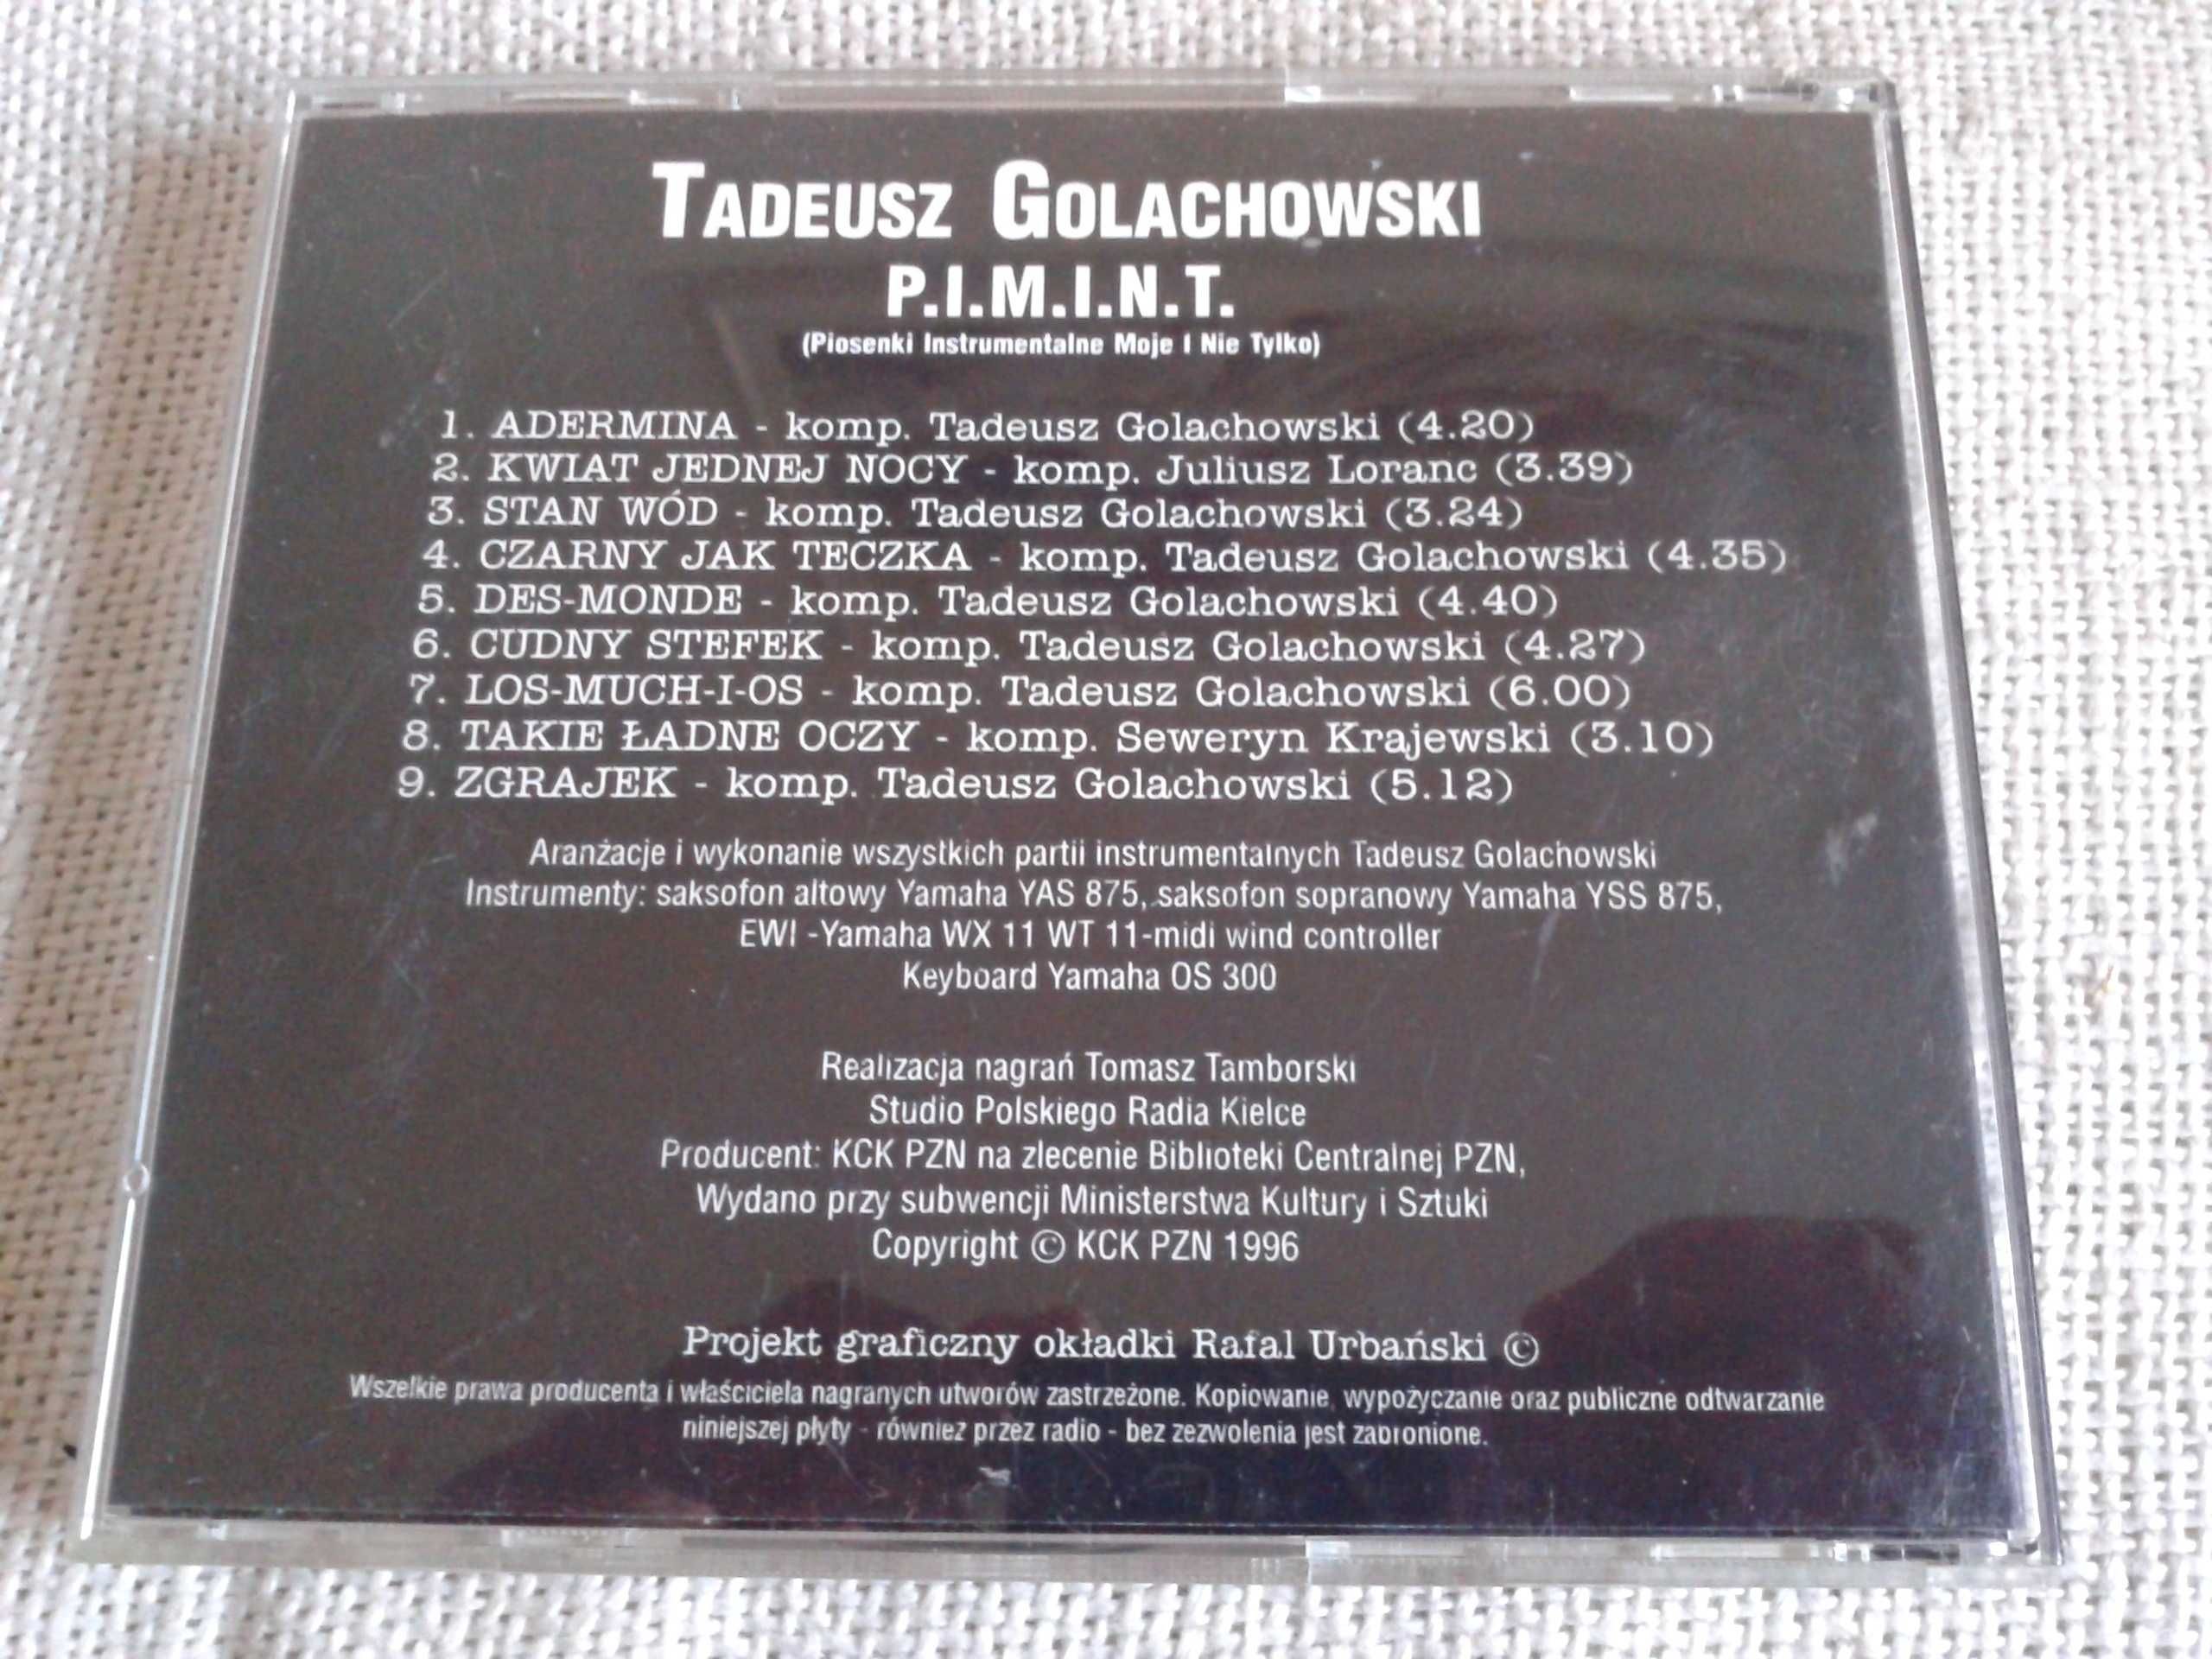 TADEUSZ GOLACHOWSKI
P.I.M.I.N.T.
(Piosenki Instrumentalne Moje I Nie Tylko)
1. ADERMINA - komp. Tadeusz Golachowski (4.20)
2. KWIAT JEDNEJ NOCY - komp. Juliusz Loranc (3.39)
3. STAN WÓD - komp. Tadeusz Golachowski (3.24)
4. CZARNY JAK TECZKA - komp. Tadeusz Golachowski (4.35)
5. DES-MONDE - komp. Tadeusz Golachowski (4.40)
6. CUDNY STEFEK - komp. Tadeusz Golachowski (4.27)
7. LOS-MUCH-I-OS - komp. Tadeusz Golachowski (6.00)
8. TAKIE ŁADNE OCZY - komp. Seweryn Krajewski (3.10)
9. ZGRAJEK - komp. Tadeusz Golachowski (5.12)
Aranżacje i wykonanie wszystkich partii instrumentalnych Tadeusz Golachowski
Instrumenty: saksofon altowy Yamaha YAS 875, saksofon sopranowy Yamaha YSS 875,
EWI -Yamaha WX 11 WT 11-midi wind controller
Keyboard Yamaha OS 300
Realizacja nagrań Tomasz Tamborski
Studio Polskiego Radia Kielce
Producent: KCK PZN na zlecenie Biblioteki Centralnej PZN,
Wydano przy subwencji Ministerstwa Kultury i Sztuki
Copyright © KCK PZN 1996
Projekt graficzny okładki Rafal Urbański ©
Wszelkie prawa producenta i właściciela nagranych utworów zastrzeżone. Kopiowanie, wypożyczanie oraz publiczne odtwarzanie
niniejszej płyty - również przez radio - bez zezwolenia jest zabronione.